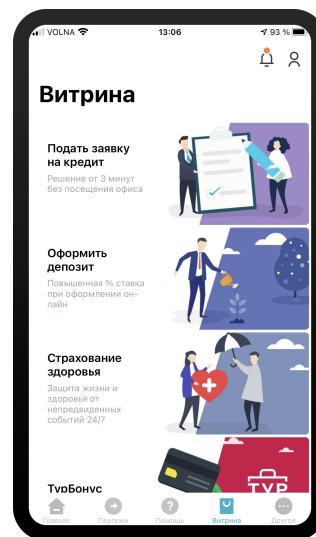 VOLNA 13:06 93 %
Витрина
Подать заявку
на кредит
Решение от 3 минут
без посещения офиса
Оформить
депозит
Повышенная % ставка
при оформлении он-
лайн
Страхование
здоровья
Защита жизни и
здоровья от
непредвиденных
событий 24/7
ТурБонус
ТУР
Главная Платежи Помощь Витрина Другое